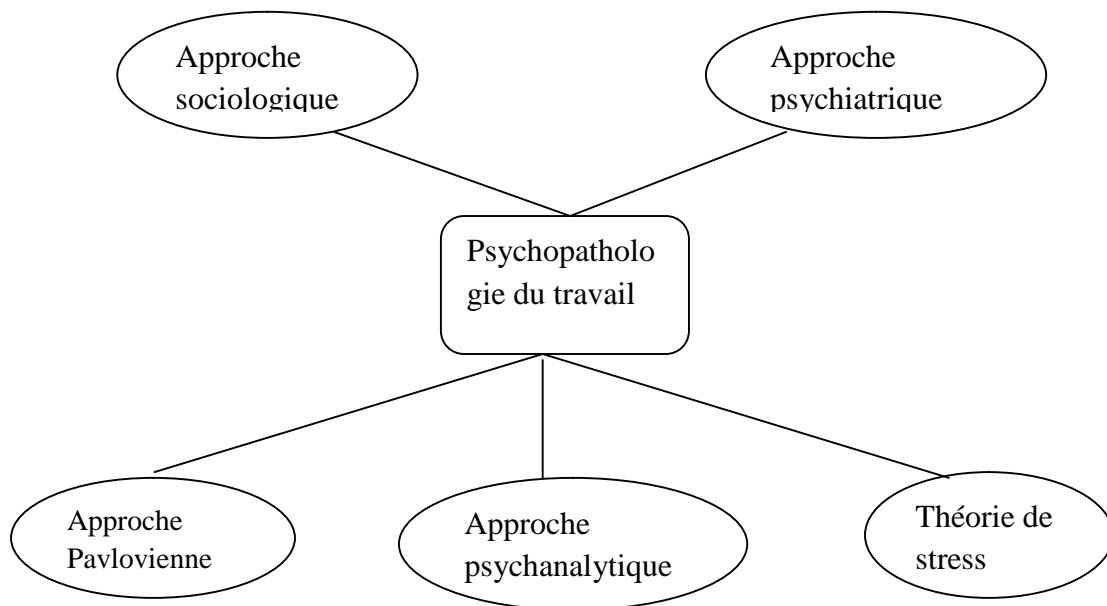 Approche
sociologique
Approche
psychiatrique
Psychopatholo
gie du travail
Approche
Pavlovienne
Approche
psychanalytique
Théorie de
stress